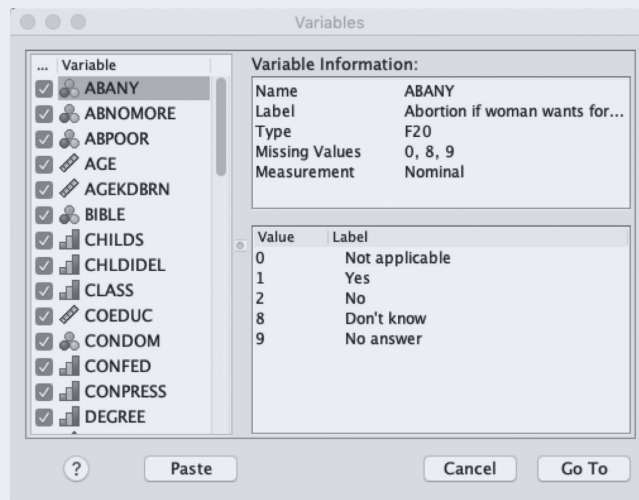 Variables
... Variable
ABANY
ABNOMORE
ABPOOR
AGE
AGEKDBRN
BIBLE
CHILDS
CHLDIDEL
CLASS
COEDUC
CONDOM
CONFED
CONPRESS
DEGREE
Variable Information:
Name ABANY
Label Abortion if woman wants for...
Type F20
Missing Values 0, 8, 9
Measurement Nominal
Value Label
0 Not applicable
1 Yes
2 No
8 Don't know
9 No answer
? Paste Cancel Go To